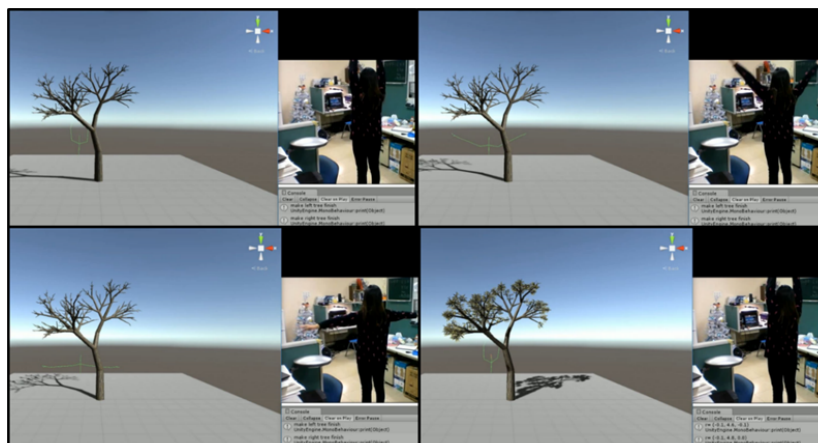 Back
Console
Clear Collapse Clear on Play Error Pause
make left tree finish
UnityEngine.MonoBehaviour:print(Object)
make right tree finish
UnityEngine.MonoBehaviour:print(Object)
Back
Console
Clear Collapse Clear on Play Error Pause
make left tree finish
UnityEngine.MonoBehaviour:print(Object)
make right tree finish
UnityEngine.MonoBehaviour:print(Object)
Back
Console
Clear Collapse Clear on Play Error Pause
make left tree finish
UnityEngine.MonoBehaviour:print(Object)
make right tree finish
UnityEngine.MonoBehaviour:print(Object)
Back
Console
Clear Collapse Clear on Play Error Pause
UnityEngine.MonoBehaviour:print(Object)
UnityEngine.MonoBehaviour:print(Object)